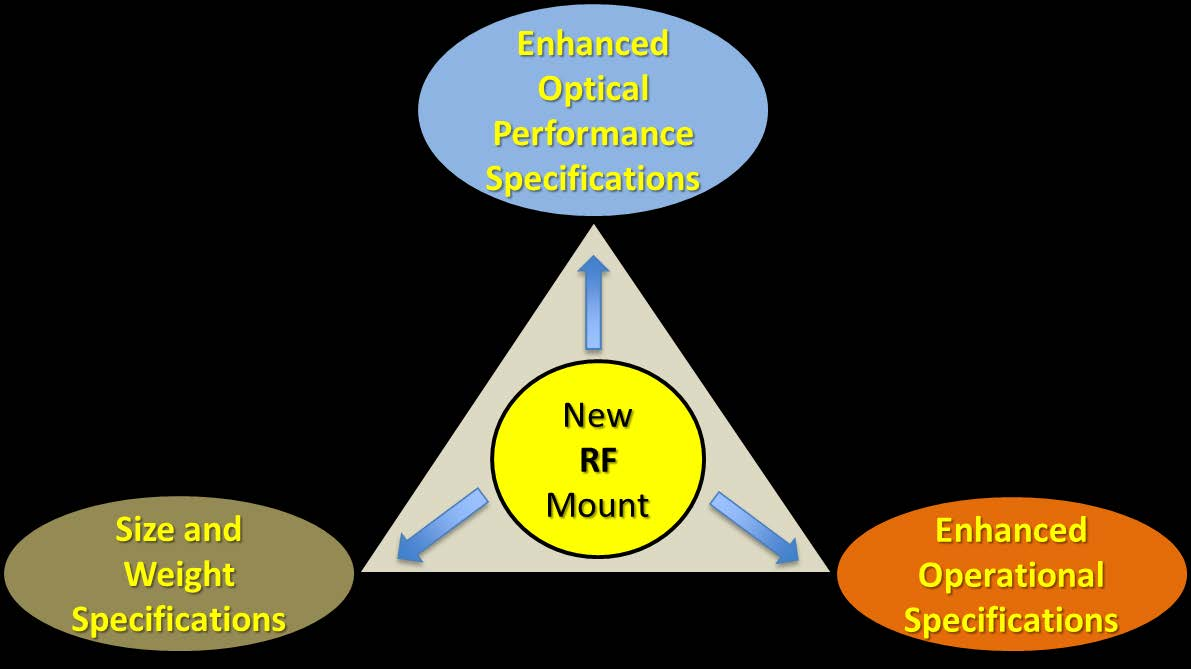 Enhanced
Optical
Performance
Specifications
New
RF
Mount
Size and
Weight
Specifications
Enhanced
Operational
Specifications